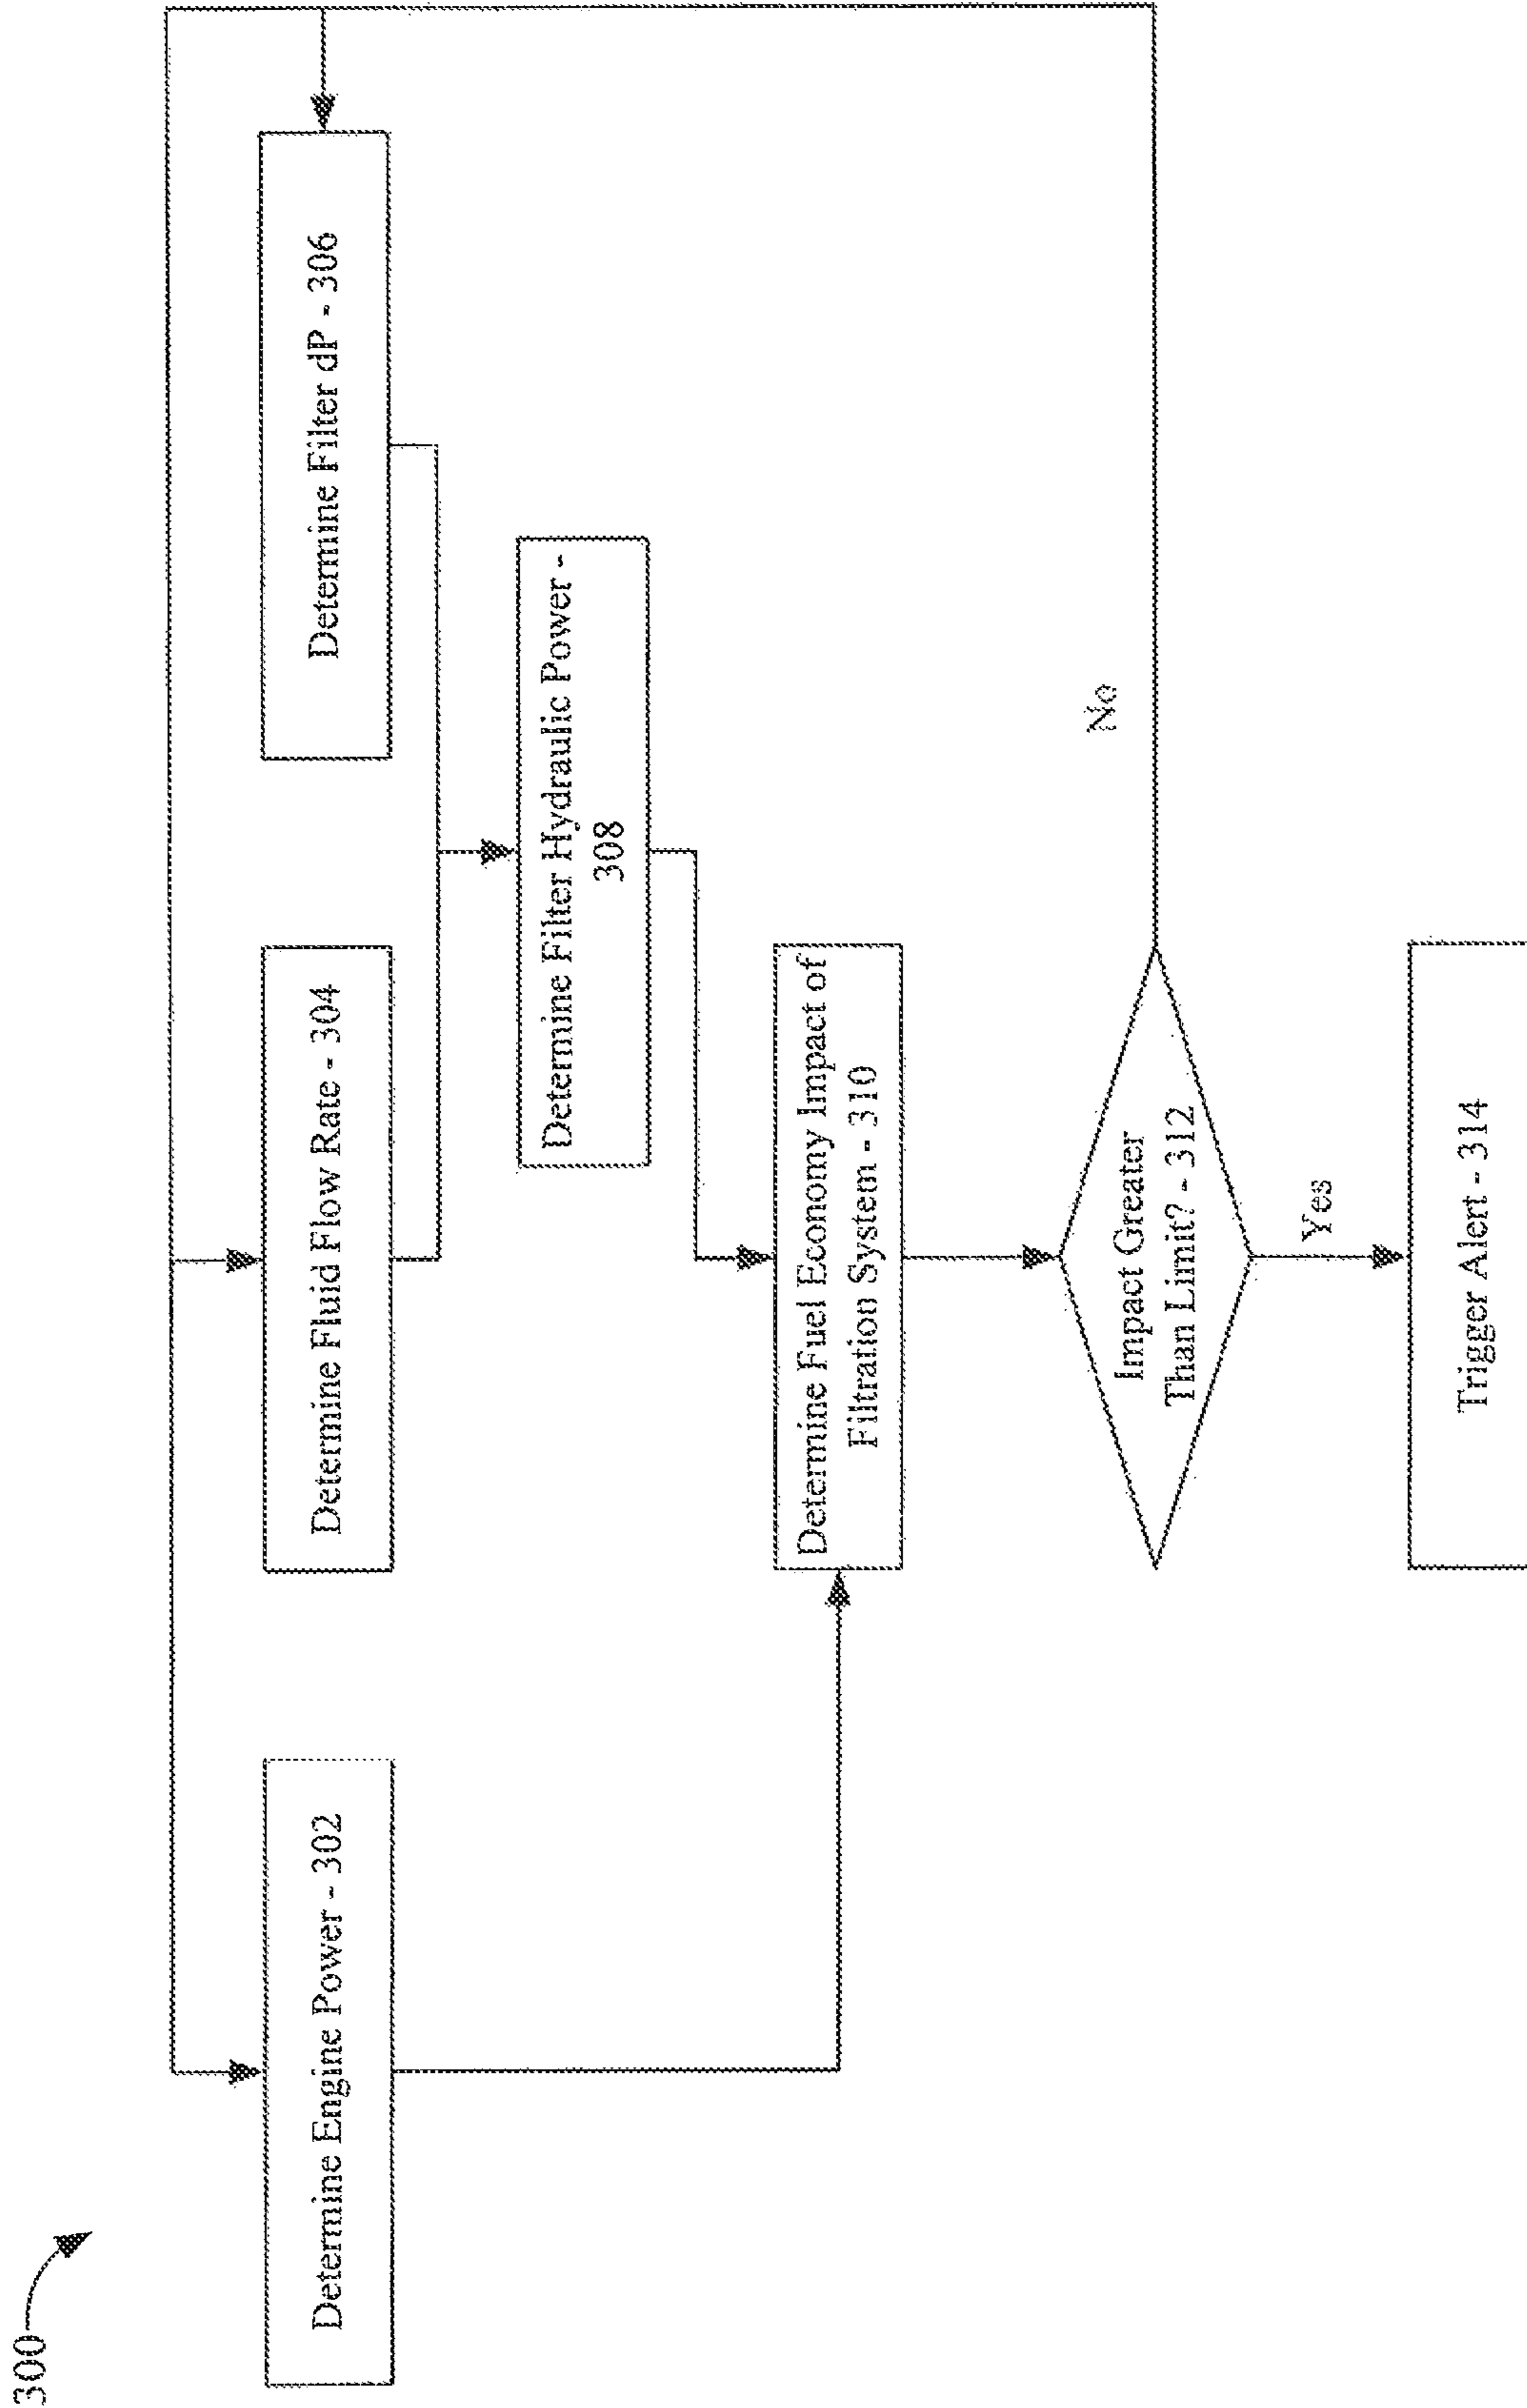 300
Determine Engine Power - 302
Determine Fluid Flow Rate - 304
Determine Filter dP - 306
Determine Filter Hydraulic Power -
308
Determine Fuel Economy Impact of
Filtration System - 310
Impact Greater
Than Limit? - 312
No
Yes
Trigger Alert - 314